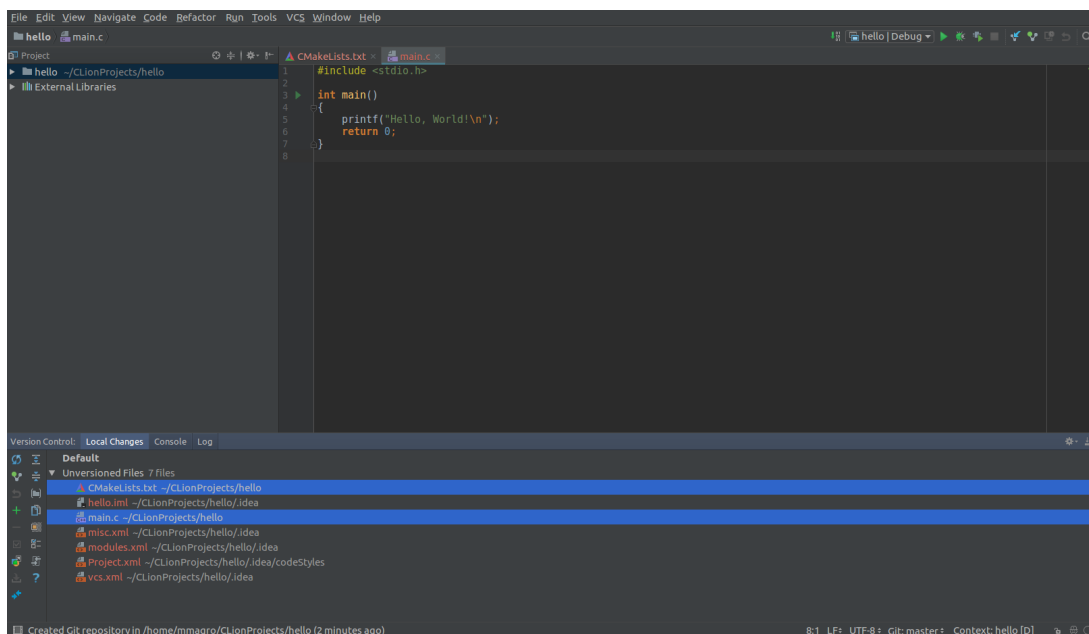 File Edit View Navigate Code Refactor Run Tools VCS Window Help
hello main.c hello | Debug
Project CMakeLists.txt × main.c ×
hello ~/CLionProjects/hello
External Libraries
1 #include <stdio.h>
2
3 int main()
4 {
5 printf("Hello, World!\n");
6 return 0;
7 }
8
Version Control: Local Changes Console Log
Default
Unversioned Files 7 files
CMakeLists.txt ~/CLionProjects/hello
hello.iml ~/CLionProjects/hello/.idea
main.c ~/CLionProjects/hello
misc.xml ~/CLionProjects/hello/.idea
modules.xml ~/CLionProjects/hello/.idea
Project.xml ~/CLionProjects/hello/.idea/codeStyles
vcs.xml ~/CLionProjects/hello/.idea
Created Git repository in /home/mmagro/CLionProjects/hello (2 minutes ago) 8:1 LF÷ UTF-8÷ Git: master÷ Context: hello [D]